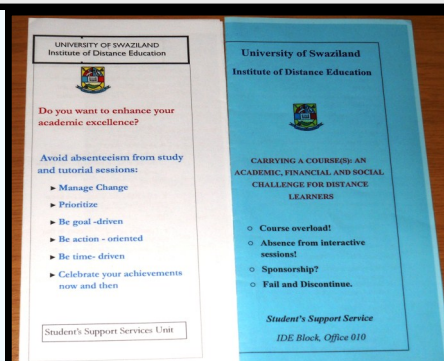 UNIVERSITY OF SWAZILAND
Institute of Distance Education
Do you want to enhance your
academic excellence?
Avoid absenteeism from study
and tutorial sessions:
► Manage Change
► Prioritize
► Be goal -driven
► Be action - oriented
► Be time- driven
► Celebrate your achievements
now and then
Student's Support Services Unit
University of Swaziland
Institute of Distance Education
CARRYING A COURSE(S): AN
ACADEMIC, FINANCIAL AND SOCIAL
CHALLENGE FOR DISTANCE
LEARNERS
○ Course overload!
○ Absence from interactive
sessions!
○ Sponsorship?
○ Fail and Discontinue.
Student's Support Service
IDE Block, Office 010